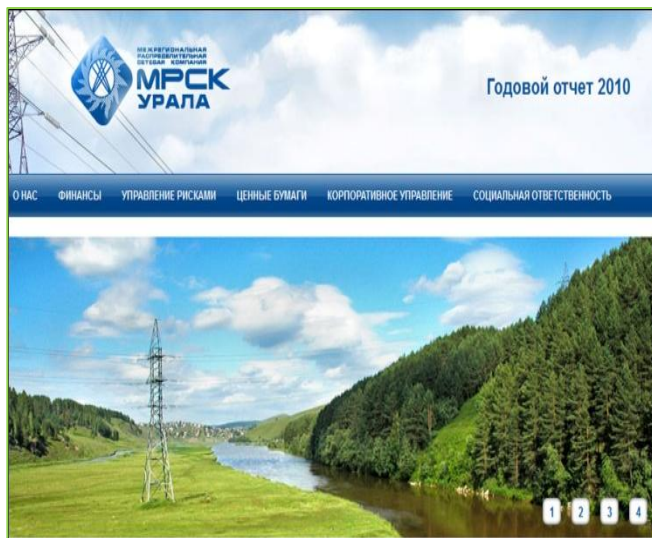 МЕЖРЕГИОНАЛЬНАЯ
РАСПРЕДЕЛИТЕЛЬНАЯ
СЕТЕВАЯ КОМПАНИЯ
МРСК
УРАЛА
Годовой отчет 2010
О НАС ФИНАНСЫ УПРАВЛЕНИЕ РИСКАМИ ЦЕННЫЕ БУМАГИ КОРПОРАТИВНОЕ УПРАВЛЕНИЕ СОЦИАЛЬНАЯ ОТВЕТСТВЕННОСТЬ
1 2 3 4